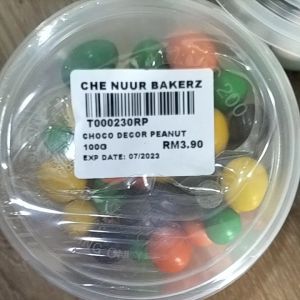 CHE NUUR BAKERZ
T000230RP
CHOCO DECOR PEANUT
100G RM3.90
EXP DATE: 07/2023